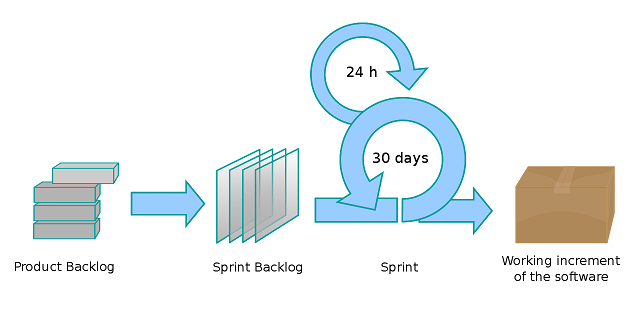 24 h
30 days
Product Backlog
Sprint Backlog
Sprint
Working increment
of the software